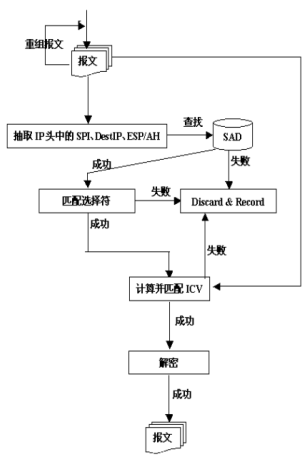 重组报文
报文
抽取 IP 头中的 SPI、DestIP、ESP/AH
查找
SAD
成功
失败
匹配选择符
失败
Discard & Record
成功
失败
计算并匹配 ICV
成功
解密
成功
报文